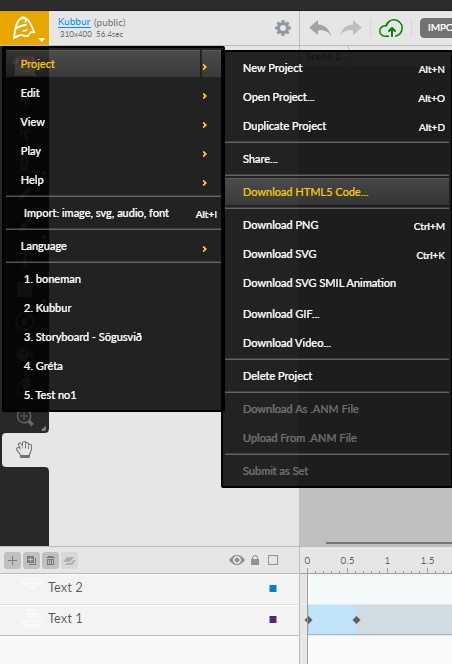 Kubbur (public)
310x400 56.4sec
IMPO
Project
Edit
View
Play
Help
Import: image, svg, audio, font Alt+I
Language
1. boneman
2. Kubbur
3. Storyboard - Sögusvið
4. Gréta
5. Test no1
Scene 2
New Project Alt+N
Open Project... Alt+O
Duplicate Project Alt+D
Share...
Download HTML5 Code...
Download PNG Ctrl+M
Download SVG Ctrl+K
Download SVG SMIL Animation
Download GIF...
Download Video...
Delete Project
Download As .ANM File
Upload From .ANM File
Submit as Set
0 0.5 1 1.5
Text 2
Text 1